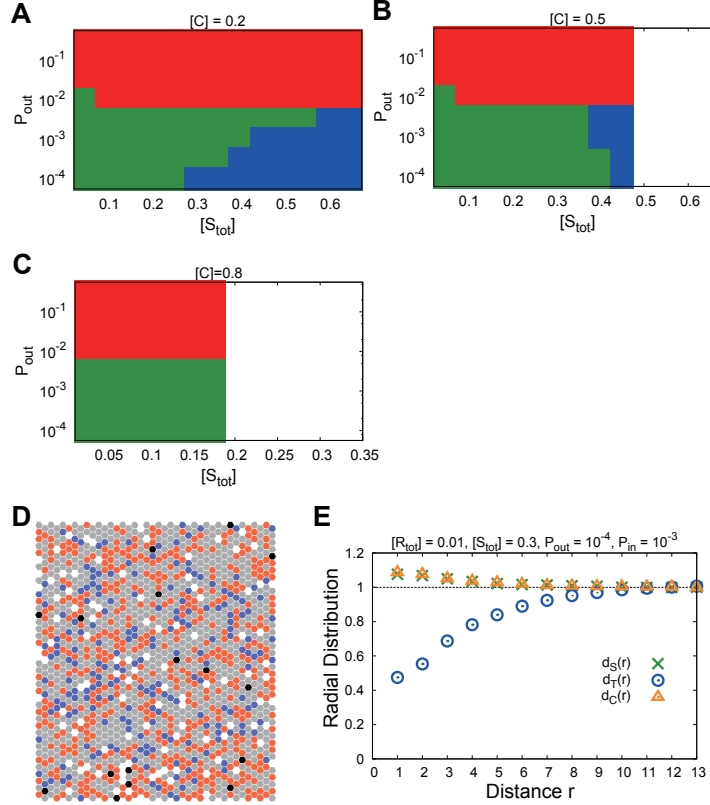 A
[C] = 0.2
P_out
10^-1
10^-2
10^-3
10^-4
0.1 0.2 0.3 0.4 0.5 0.6
[S_tot]
B
[C] = 0.5
P_out
10^-1
10^-2
10^-3
10^-4
0.1 0.2 0.3 0.4 0.5 0.6
[S_tot]
C
[C]=0.8
P_out
10^-1
10^-2
10^-3
10^-4
0.05 0.1 0.15 0.2 0.25 0.3 0.35
[S_tot]
D
E
[R_tot] = 0.01, [S_tot] = 0.3, P_out = 10^-4, P_in = 10^-3
Radial Distribution
1.2
1
0.8
0.6
0.4
0.2
0
d_S(r)
d_T(r)
d_C(r)
0 1 2 3 4 5 6 7 8 9 10 11 12 13
Distance r